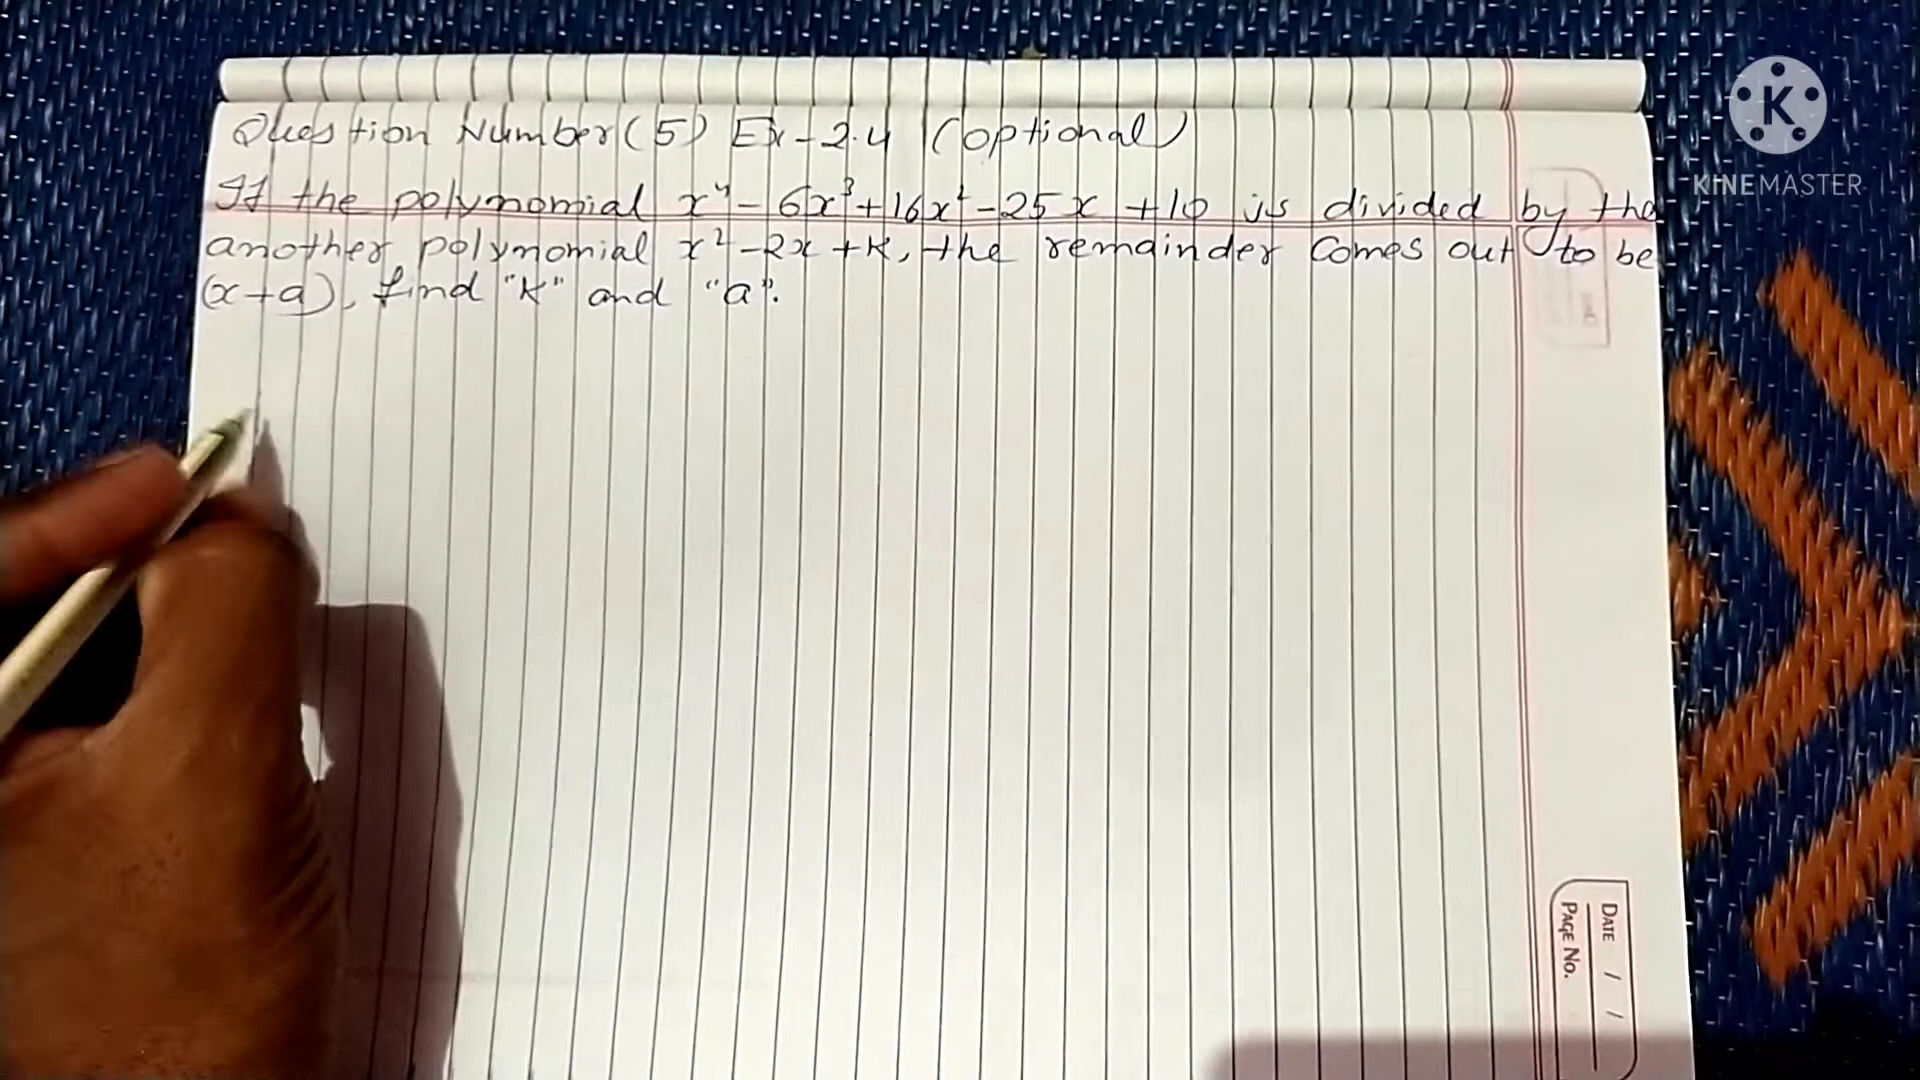 Question Number (5) Ex-2.4 (optional)
If the polynomial x⁴ - 6x³ + 16x² - 25x + 10 is divided by the
another polynomial x² - 2x + k, the remainder comes out to be
(x + a), find "k" and "a".
KINEMASTER
DATE / /
PAGE No.